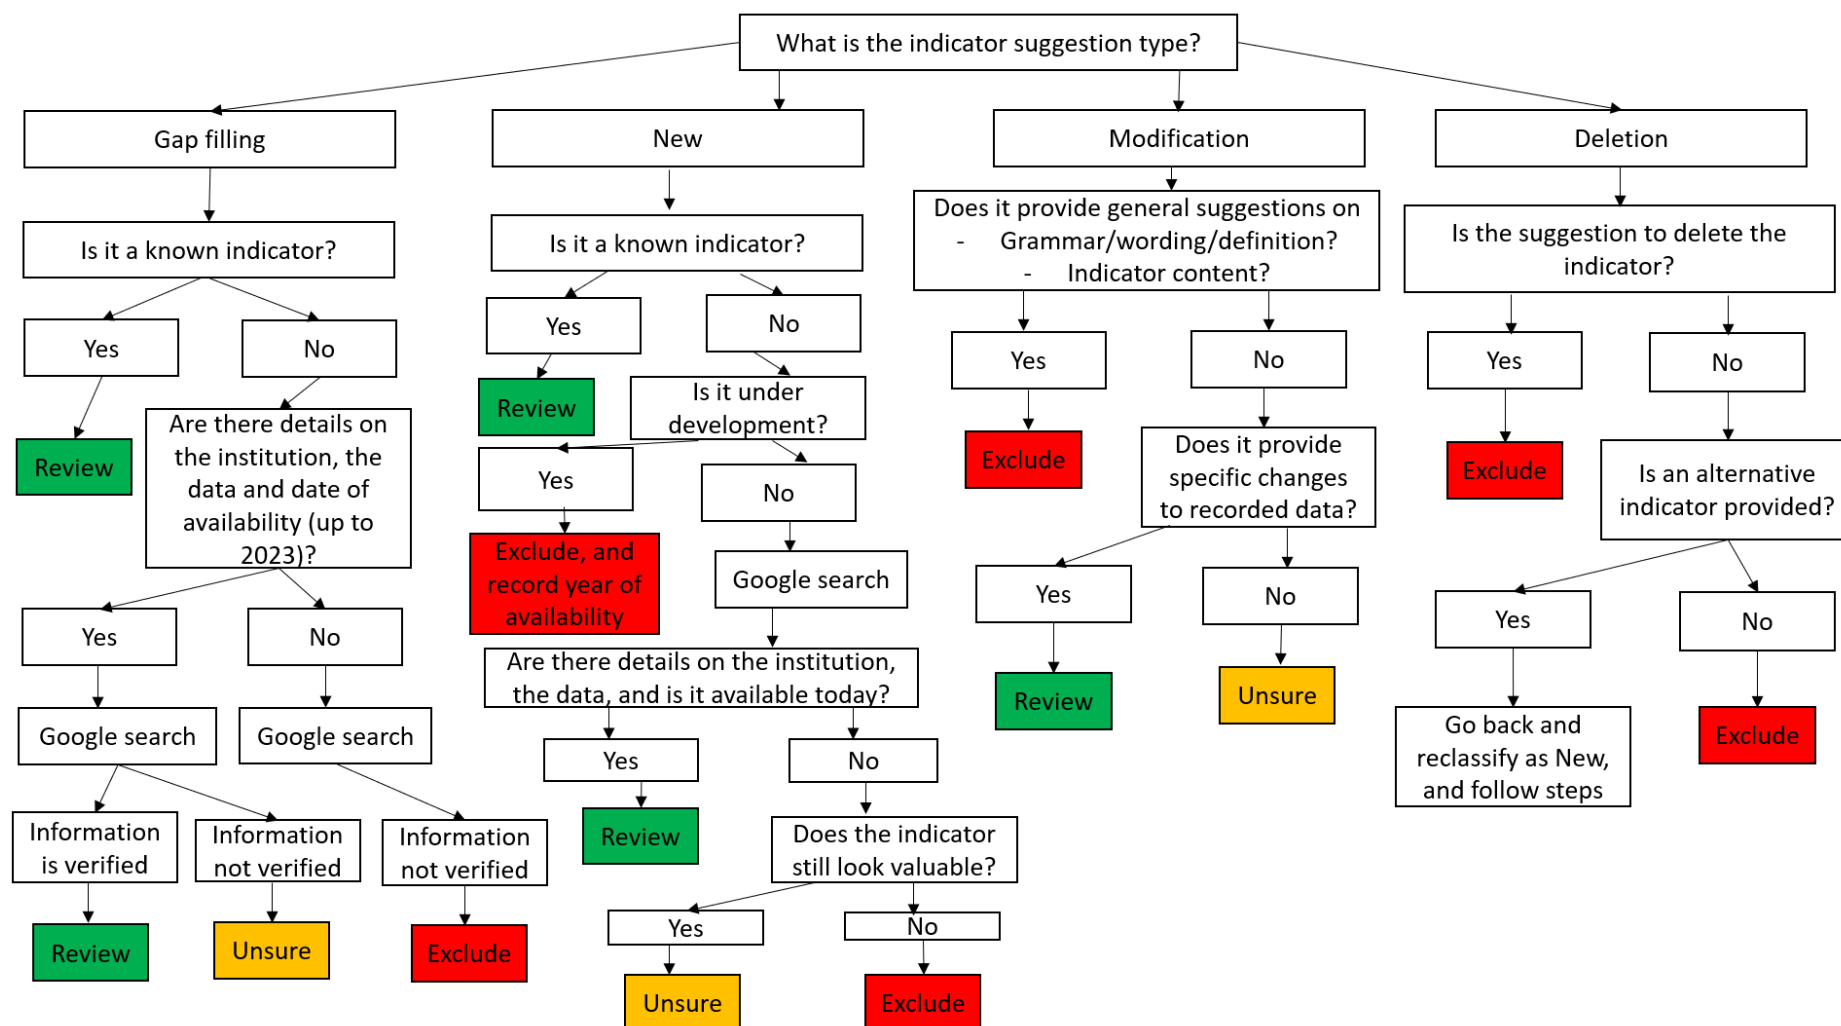 What is the indicator suggestion type?
Gap filling
New
Modification
Deletion
Is it a known indicator?
Yes
No
Review
Are there details on
the institution, the
data and date of
availability (up to
2023)?
Yes
No
Google search
Google search
Information
is verified
Information
not verified
Information
not verified
Review
Unsure
Exclude
Is it a known indicator?
Yes
No
Review
Is it under
development?
Yes
No
Exclude, and
record year of
availability
Google search
Are there details on the institution,
the data, and is it available today?
Yes
No
Review
Does the indicator
still look valuable?
Yes
No
Unsure
Exclude
Does it provide general suggestions on
- Grammar/wording/definition?
- Indicator content?
Yes
No
Exclude
Does it provide
specific changes
to recorded data?
Yes
No
Review
Unsure
Is the suggestion to delete the
indicator?
Yes
No
Exclude
Is an alternative
indicator provided?
Yes
No
Go back and
reclassify as New,
and follow steps
Exclude